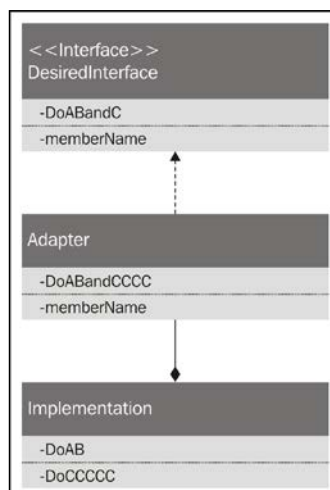 <<Interface>>
DesiredInterface
-DoABandC
-memberName
Adapter
-DoABandCCCC
-memberName
Implementation
-DoAB
-DoCCCCC